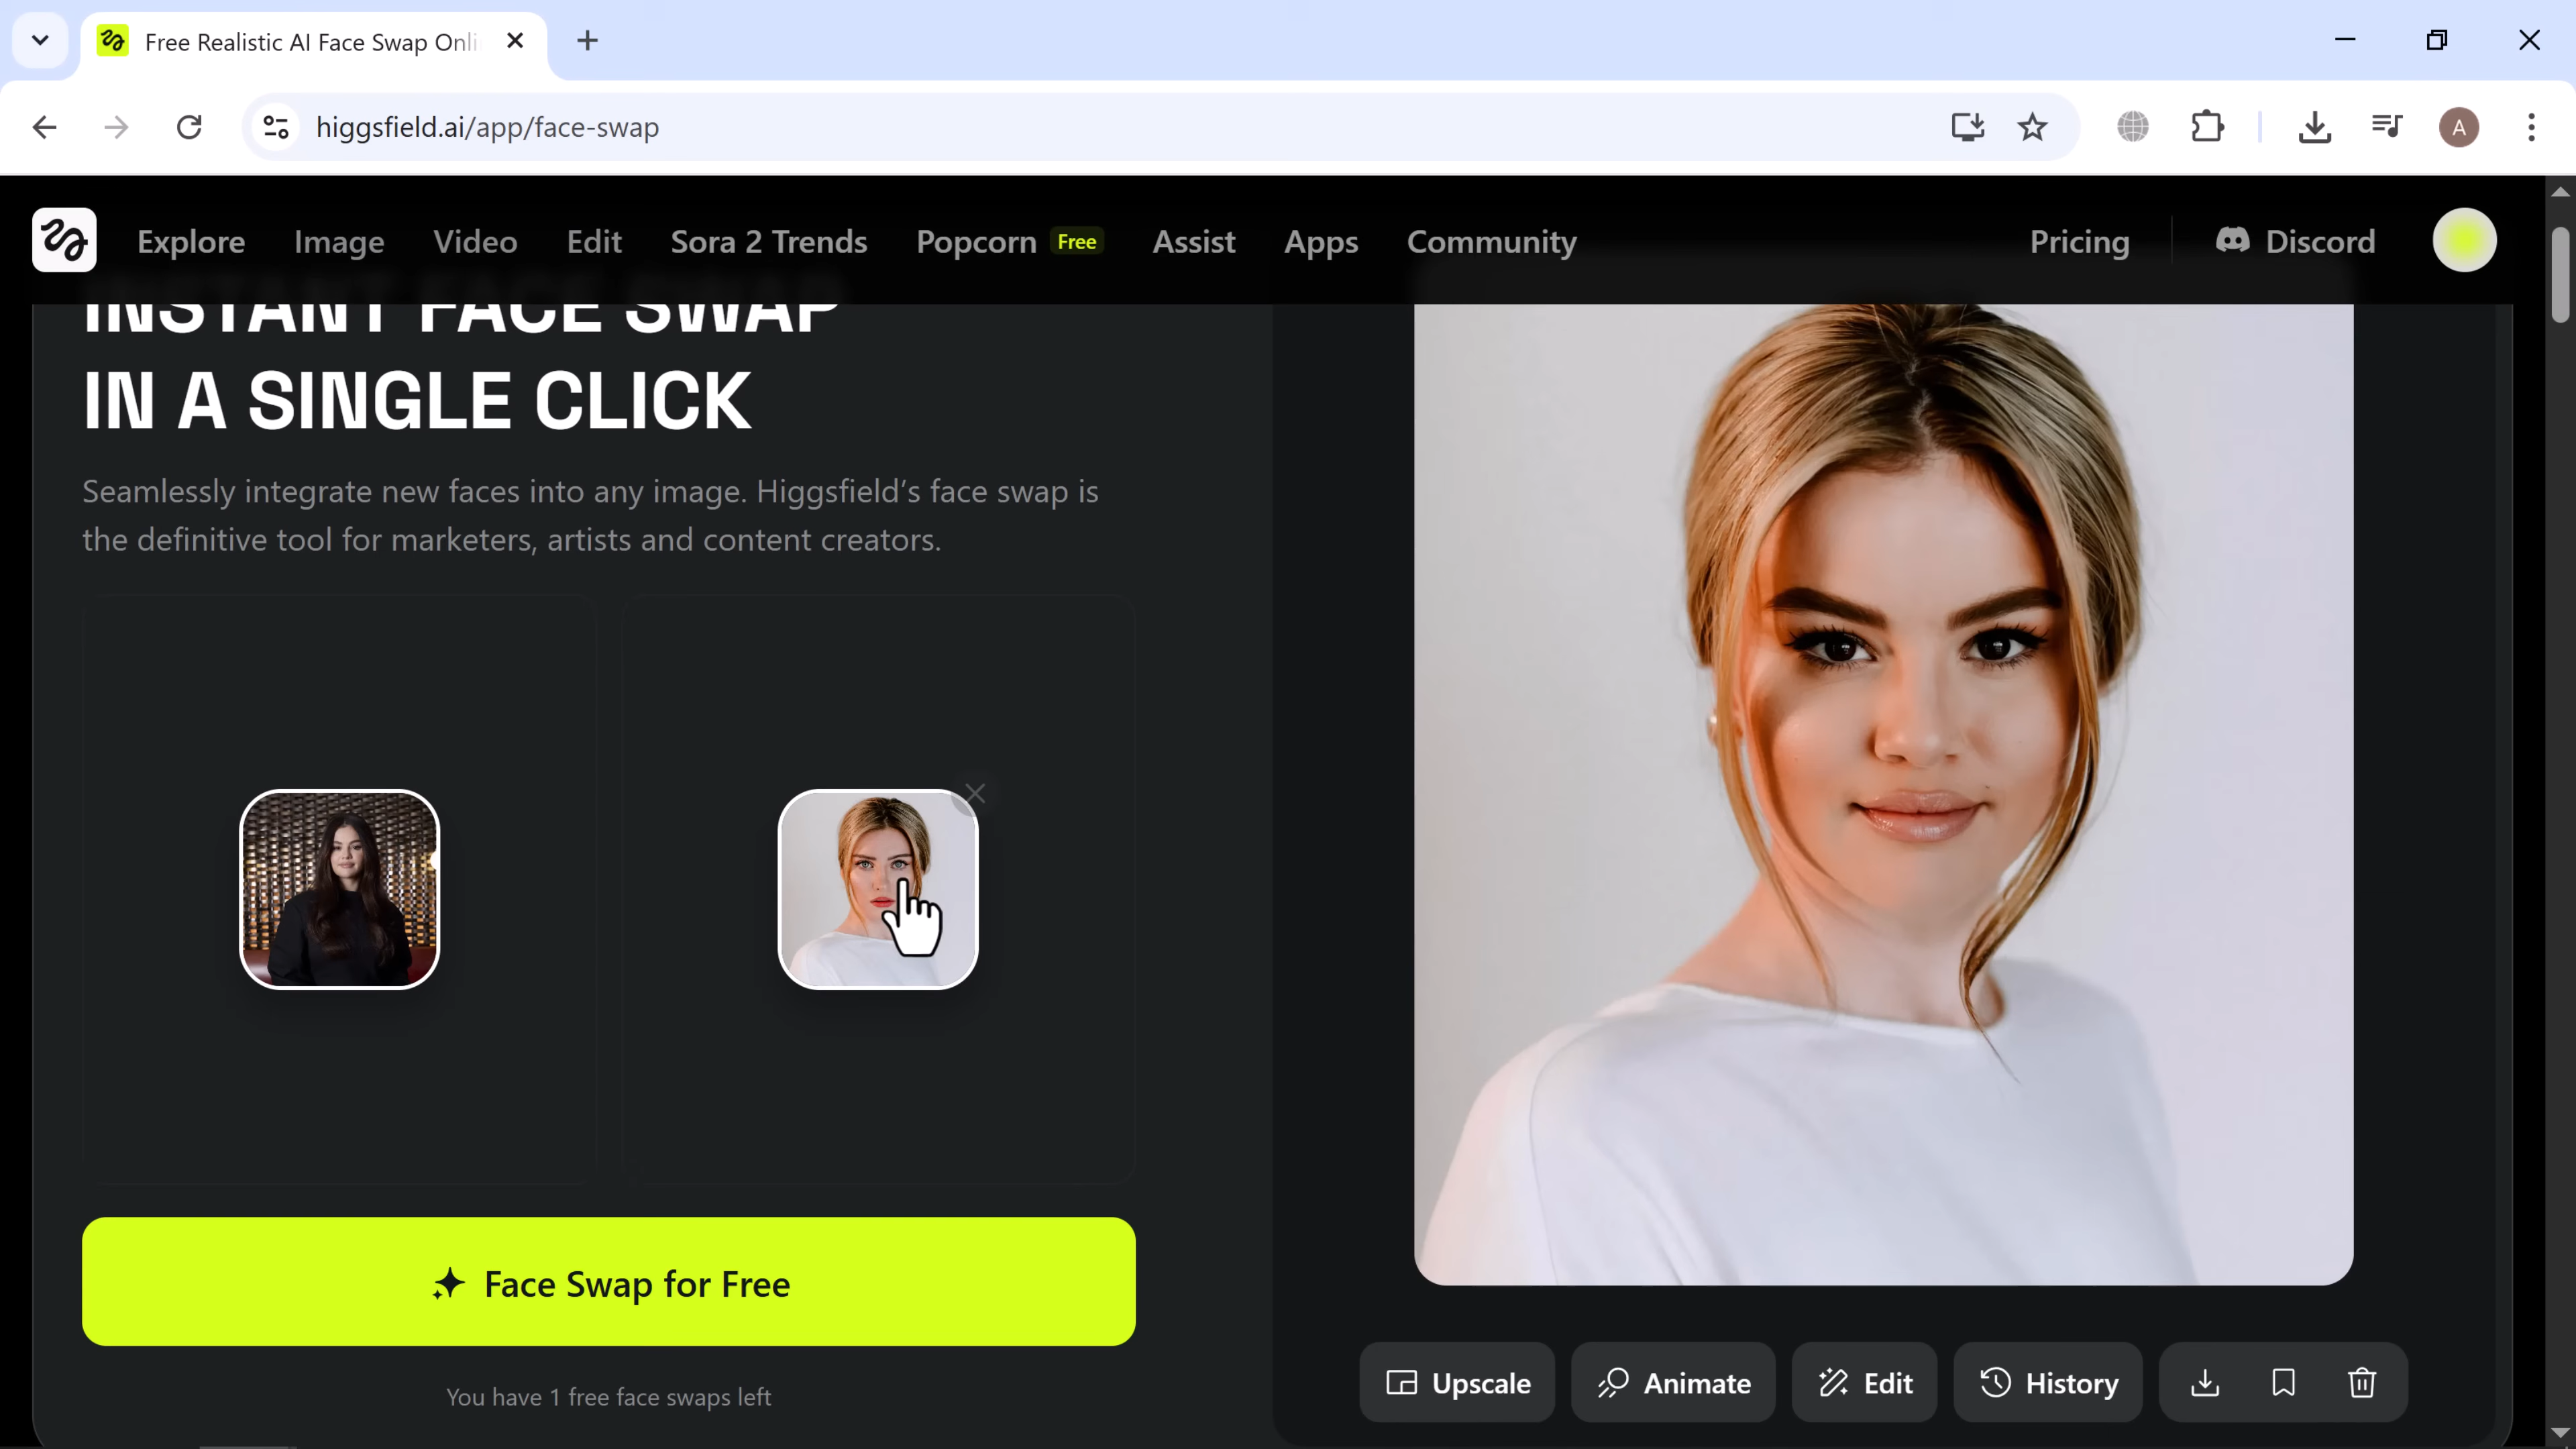 Free Realistic AI Face Swap Onli
higgsfield.ai/app/face-swap
A
Explore Image Video Edit Sora 2 Trends Popcorn Free Assist Apps Community Pricing Discord
INSTANT FACE SWAP
IN A SINGLE CLICK
Seamlessly integrate new faces into any image. Higgsfield’s face swap is
the definitive tool for marketers, artists and content creators.
Face Swap for Free
You have 1 free face swaps left
Upscale Animate Edit History